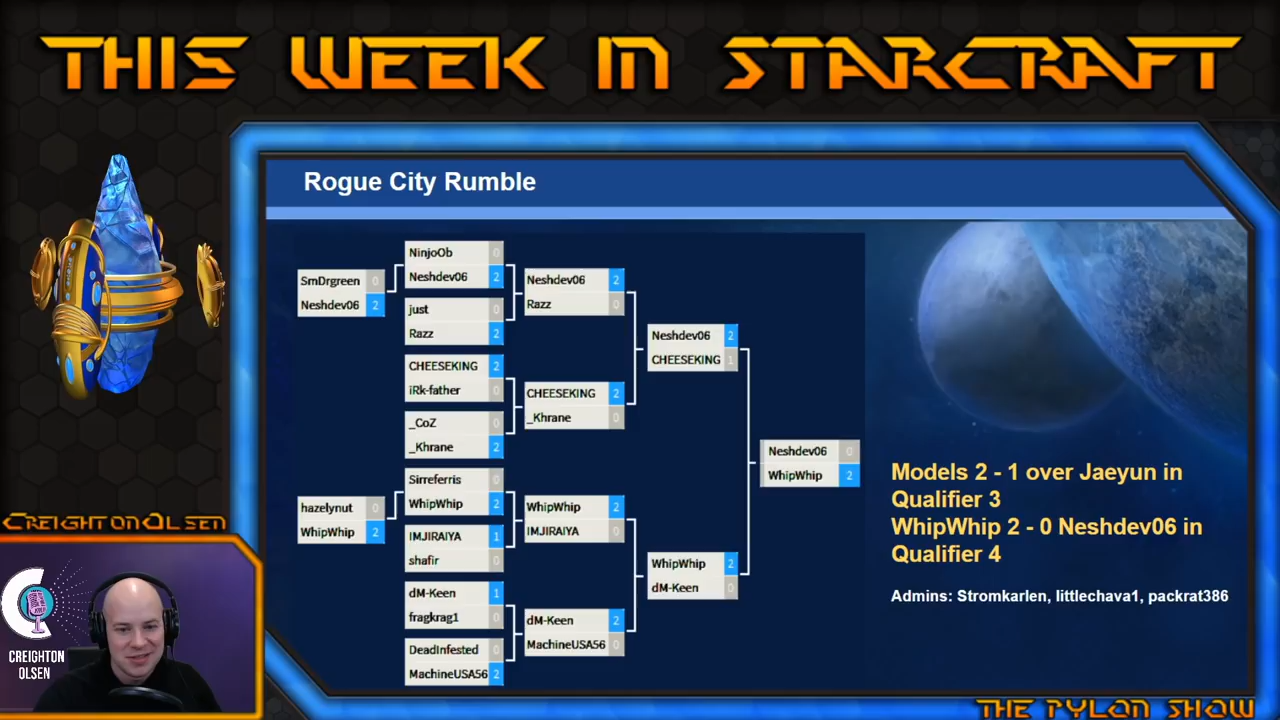 THIS WEEK IN STARCRAFT
Rogue City Rumble
SmDrgreen 0
Neshdev06 2
hazelynut 0
WhipWhip 2
NinjoOb 0
Neshdev06 2
just 0
Razz 2
CHEESEKING 2
iRk-father 0
_CoZ 0
_Khrane 2
Sirreferris 0
WhipWhip 2
IMJIRAIYA 1
shafir 0
dM-Keen 1
fragkrag1 0
DeadInfested 0
MachineUSA56 2
Neshdev06 2
Razz 0
CHEESEKING 2
_Khrane 0
WhipWhip 2
IMJIRAIYA 0
dM-Keen 2
MachineUSA56 0
Neshdev06 2
CHEESEKING 1
WhipWhip 2
dM-Keen 0
Neshdev06 0
WhipWhip 2
Models 2 - 1 over Jaeyun in
Qualifier 3
WhipWhip 2 - 0 Neshdev06 in
Qualifier 4
Admins: Stromkarlen, littlechava1, packrat386
CreightonOlsen
CREIGHTON
OLSEN
THE PYLON SHOW